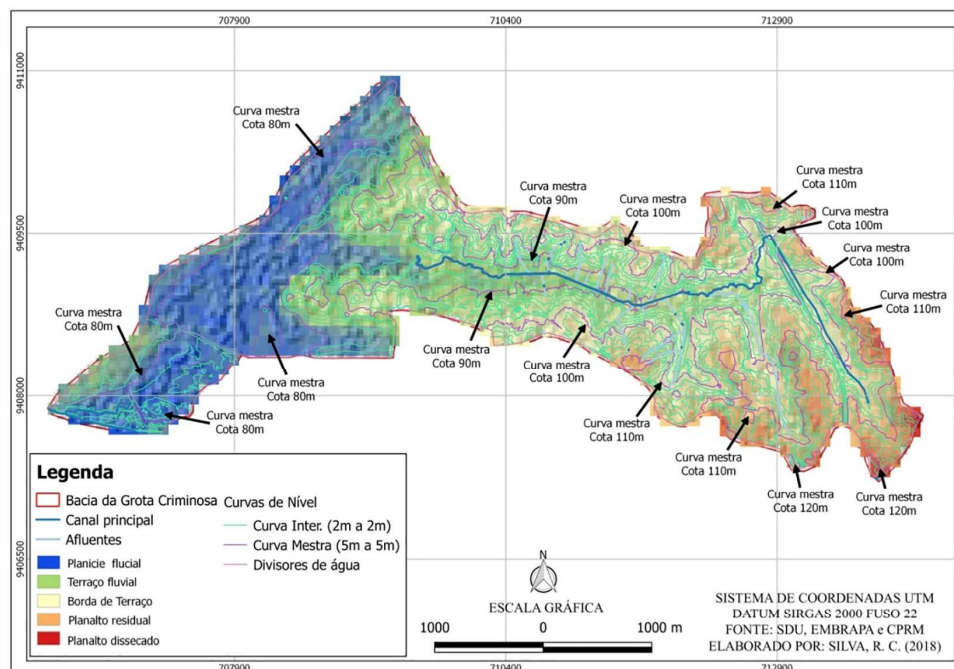 707900
710400
712900
9411000
9409500
9408000
9406500
Curva mestra
Cota 80m
Curva mestra
Cota 90m
Curva mestra
Cota 100m
Curva mestra
Cota 110m
Curva mestra
Cota 100m
Curva mestra
Cota 100m
Curva mestra
Cota 110m
Curva mestra
Cota 80m
Curva mestra
Cota 80m
Curva mestra
Cota 80m
Curva mestra
Cota 90m
Curva mestra
Cota 100m
Curva mestra
Cota 110m
Curva mestra
Cota 110m
Curva mestra
Cota 120m
Curva mestra
Cota 120m
Legenda
Bacia da Grota Criminosa
Canal principal
Afluentes
Planicie flucial
Terraço fluvial
Borda de Terraço
Planalto residual
Planalto dissecado
Curvas de Nível
Curva Inter. (2m a 2m)
Curva Mestra (5m a 5m)
Divisores de água
N
ESCALA GRÁFICA
1000 0 1000 m
SISTEMA DE COORDENADAS UTM
DATUM SIRGAS 2000 FUSO 22
FONTE: SDU, EMBRAPA e CPRM
ELABORADO POR: SILVA, R. C. (2018)
707900
710400
712900